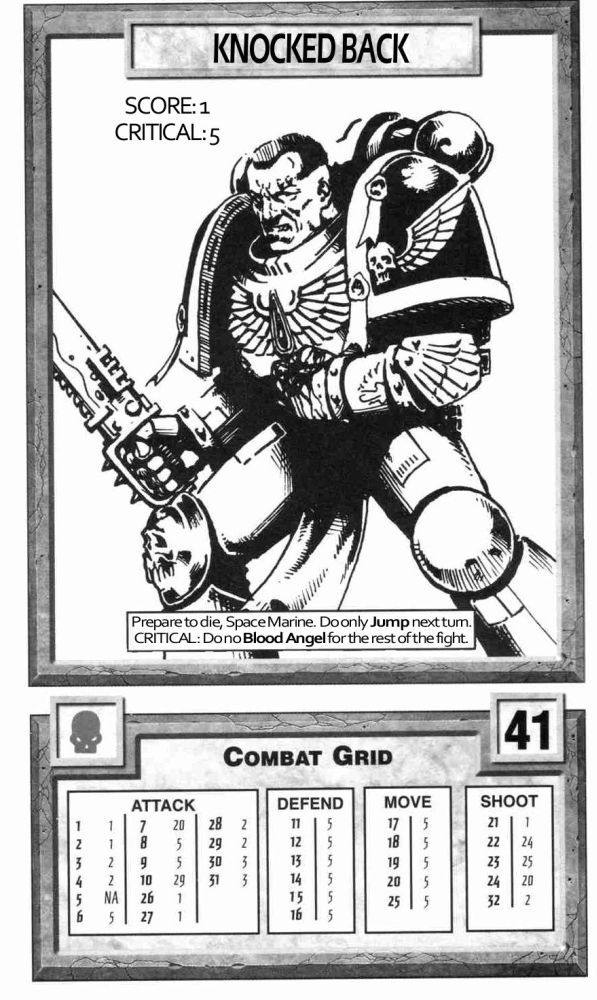 KNOCKED BACK
SCORE: 1
CRITICAL: 5
Prepare to die, Space Marine. Do only Jump next turn.
CRITICAL: Do no Blood Angel for the rest of the fight.
41
COMBAT GRID
ATTACK
1 1 7 20 28 2
2 1 8 5 29 2
3 2 9 5 30 3
4 2 10 29 31 3
5 NA 26 1
6 5 27 1
DEFEND
11 5
12 5
13 5
14 5
15 5
16 5
MOVE
17 5
18 5
19 5
20 5
25 5
SHOOT
21 1
22 24
23 25
24 20
32 2